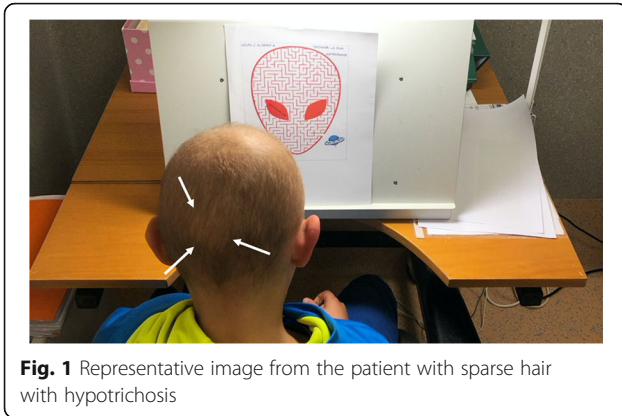 Fig. 1 Representative image from the patient with sparse hair
with hypotrichosis